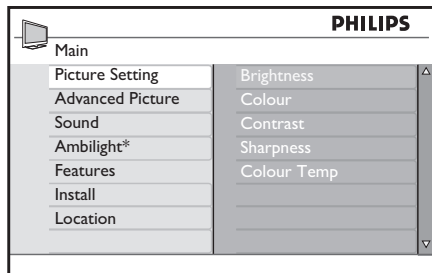 PHILIPS
Main
Picture Setting
Advanced Picture
Sound
Ambilight*
Features
Install
Location
Brightness
Colour
Contrast
Sharpness
Colour Temp